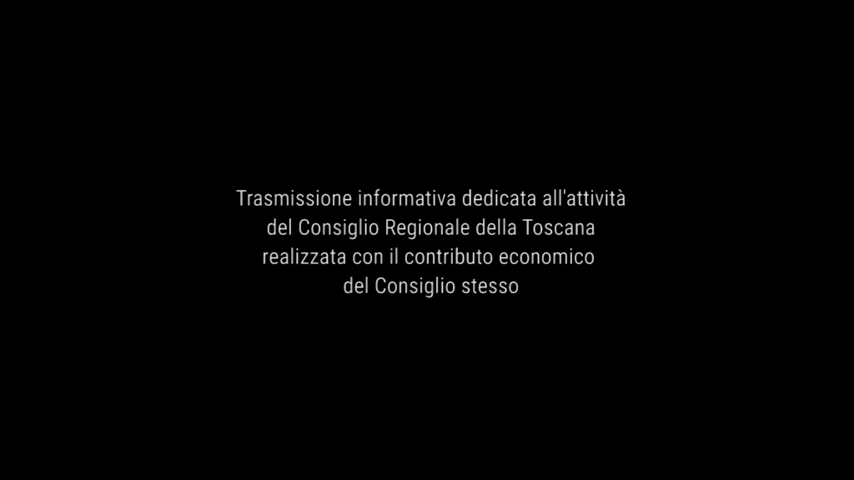 Trasmissione informativa dedicata all'attività
del Consiglio Regionale della Toscana
realizzata con il contributo economico
del Consiglio stesso